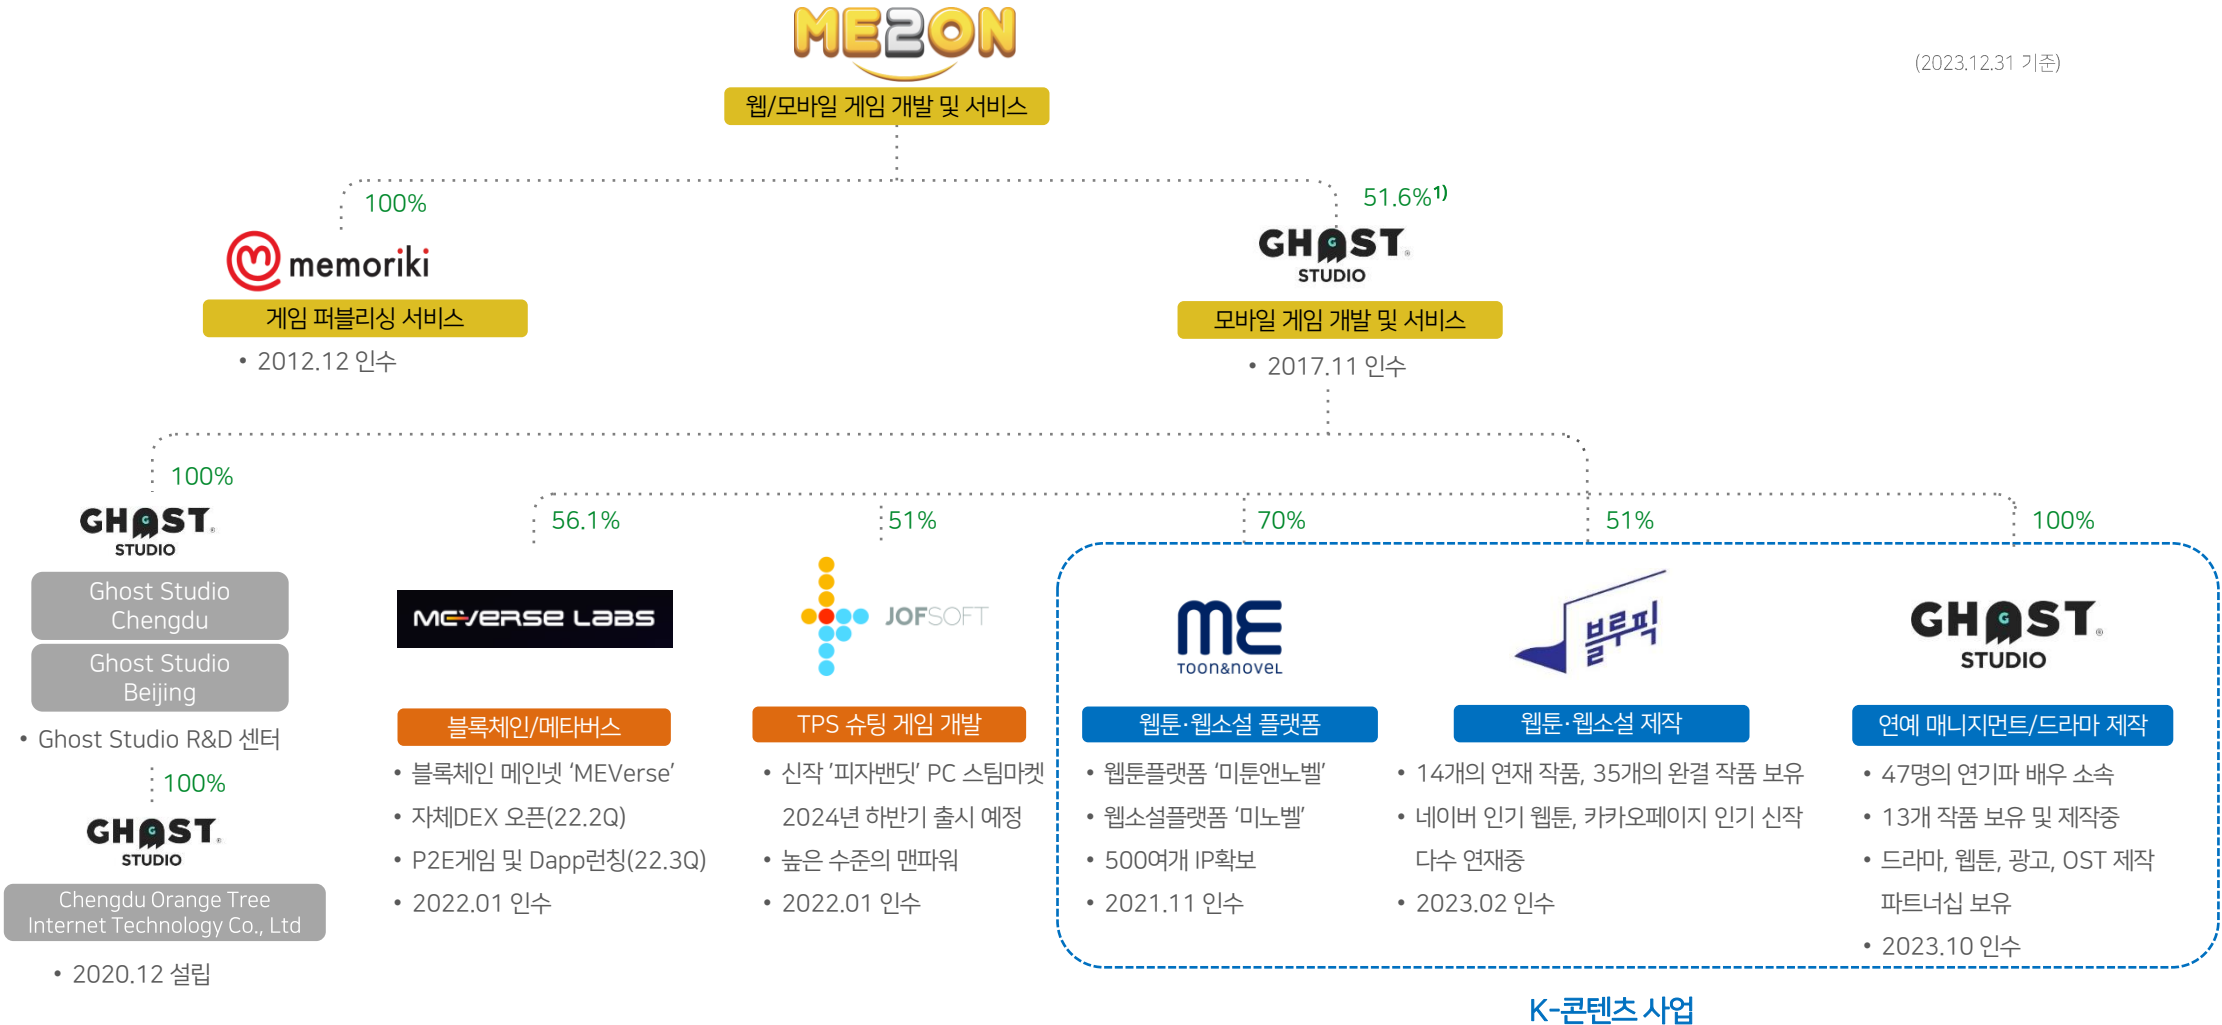 ME2ON
(2023.12.31 기준)
웹/모바일 게임 개발 및 서비스
100%
51.6%1)
memoriki
GHOST
STUDIO
게임 퍼블리싱 서비스
모바일 게임 개발 및 서비스
• 2012.12 인수
• 2017.11 인수
100%
GHOST
STUDIO
Ghost Studio
Chengdu
Ghost Studio
Beijing
• Ghost Studio R&D 센터
100%
GHOST
STUDIO
Chengdu Orange Tree
Internet Technology Co., Ltd
• 2020.12 설립
56.1%
MEVERSE LABS
블록체인/메타버스
• 블록체인 메인넷 ‘MEVerse’
• 자체DEX 오픈(22.2Q)
• P2E게임 및 Dapp런칭(22.3Q)
• 2022.01 인수
51%
JOFSOFT
TPS 슈팅 게임 개발
• 신작 ’피자밴딧’ PC 스팀마켓
2024년 하반기 출시 예정
• 높은 수준의 맨파워
• 2022.01 인수
70%
ME
TOON&NOVEL
웹툰·웹소설 플랫폼
• 웹툰플랫폼 ‘미툰앤노벨’
• 웹소설플랫폼 ‘미노벨’
• 500여개 IP확보
• 2021.11 인수
51%
블루픽
웹툰·웹소설 제작
• 14개의 연재 작품, 35개의 완결 작품 보유
• 네이버 인기 웹툰, 카카오페이지 인기 신작
다수 연재중
• 2023.02 인수
100%
GHOST
STUDIO
연예 매니지먼트/드라마 제작
• 47명의 연기파 배우 소속
• 13개 작품 보유 및 제작중
• 드라마, 웹툰, 광고, OST 제작
파트너십 보유
• 2023.10 인수
K-콘텐츠 사업